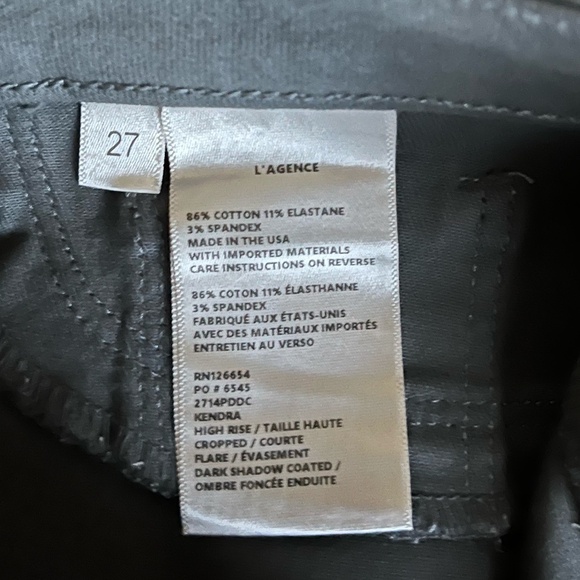 27
L'AGENCE
86% COTTON 11% ELASTANE
3% SPANDEX
MADE IN THE USA
WITH IMPORTED MATERIALS
CARE INSTRUCTIONS ON REVERSE
86% COTON 11% ÉLASTHANNE
3% SPANDEX
FABRIQUÉ AUX ÉTATS-UNIS
AVEC DES MATÉRIAUX IMPORTÉS
ENTRETIEN AU VERSO
RN126654
PO # 6545
2714PDDC
KENDRA
HIGH RISE / TAILLE HAUTE
CROPPED / COURTE
FLARE / ÉVASEMENT
DARK SHADOW COATED /
OMBRE FONCÉE ENDUITE